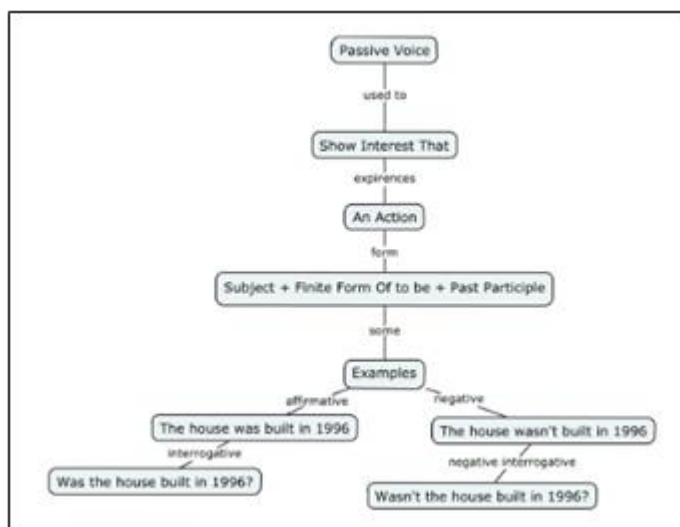 Passive Voice
used to
Show Interest That
expirences
An Action
form
Subject + Finite Form Of to be + Past Participle
some
Examples
affirmative
negative
The house was built in 1996
The house wasn't built in 1996
interrogative
negative interrogative
Was the house built in 1996?
Wasn't the house built in 1996?